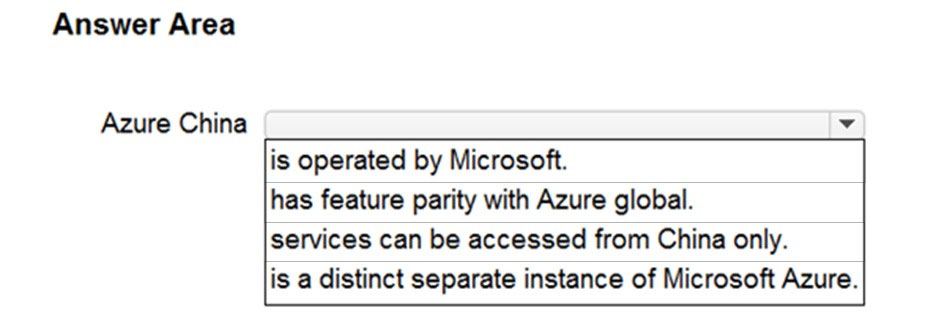 Answer Area
Azure China
is operated by Microsoft.
has feature parity with Azure global.
services can be accessed from China only.
is a distinct separate instance of Microsoft Azure.